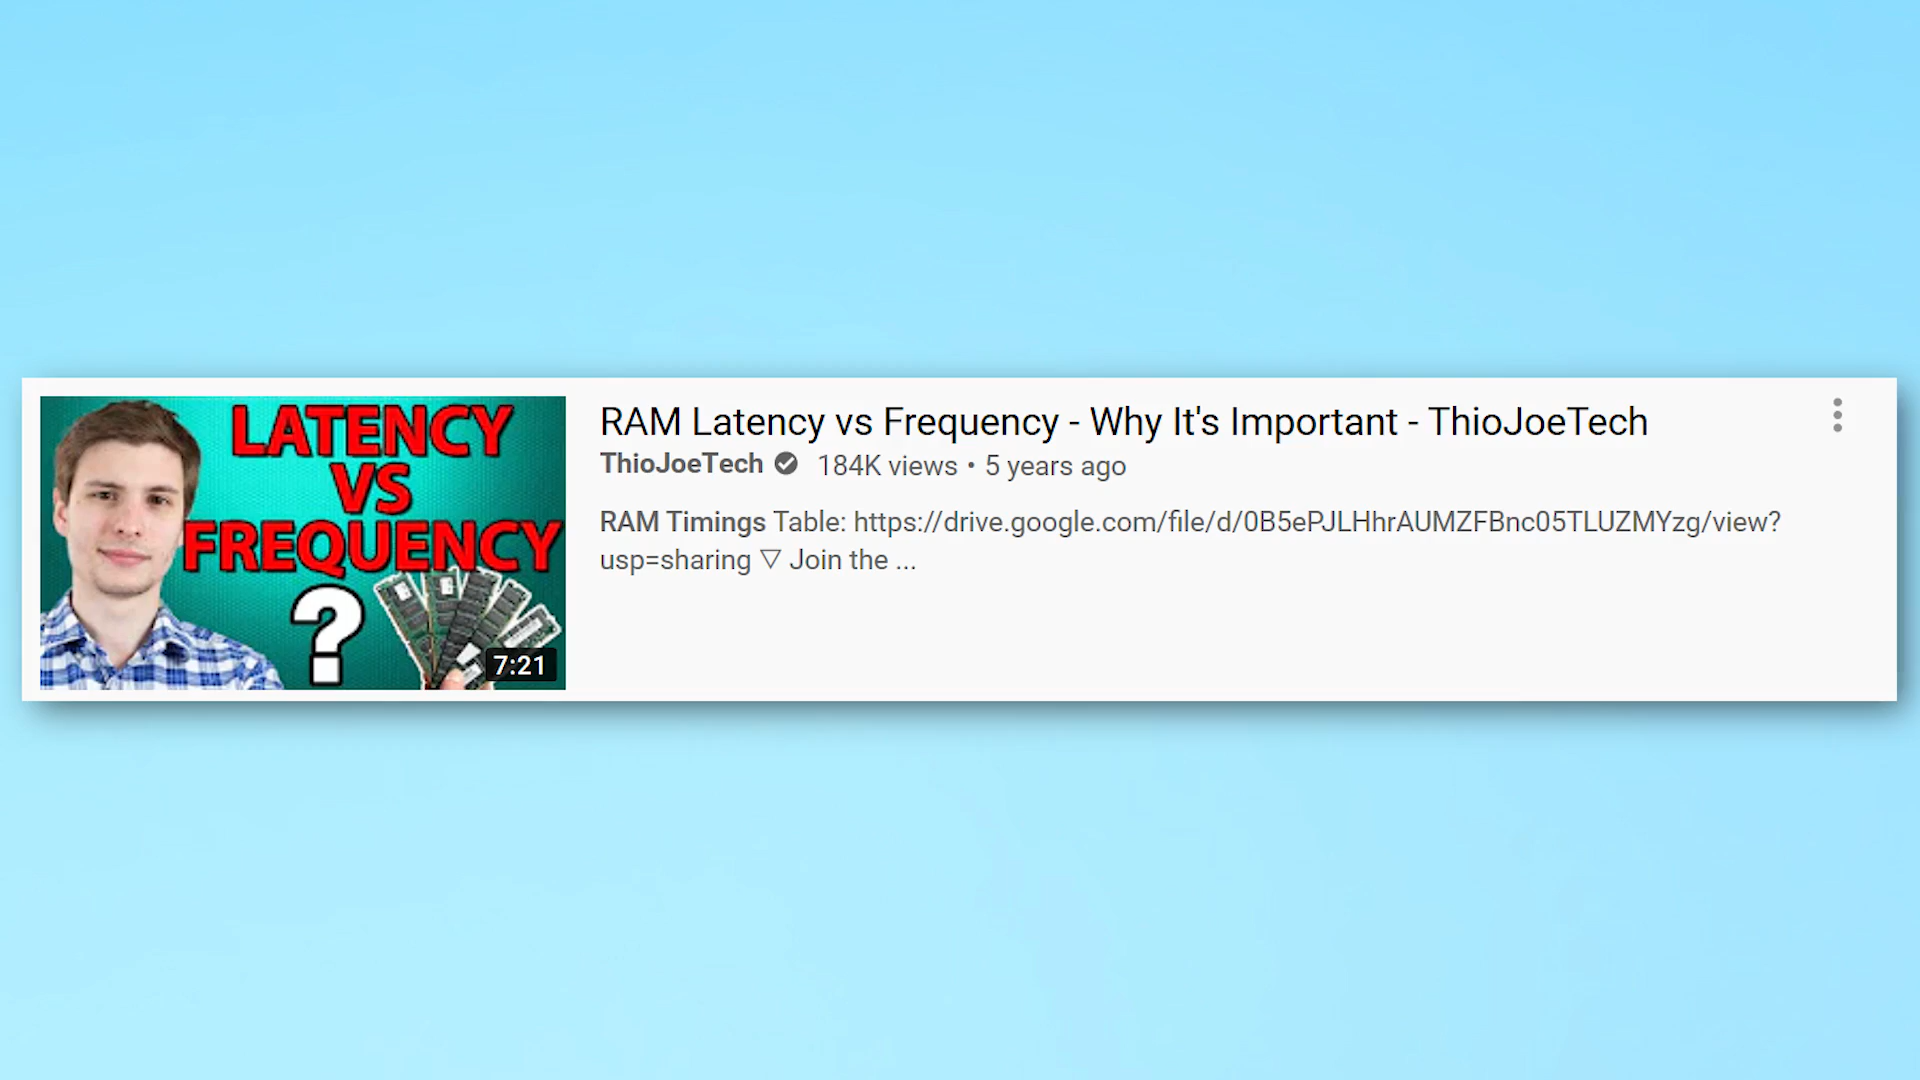 LATENCY
VS
FREQUENCY
?
7:21
RAM Latency vs Frequency - Why It's Important - ThioJoeTech
ThioJoeTech 184K views • 5 years ago
RAM Timings Table: https://drive.google.com/file/d/0B5ePJLHhrAUMZFBnc05TLUZMYzg/view?
usp=sharing ▽ Join the ...